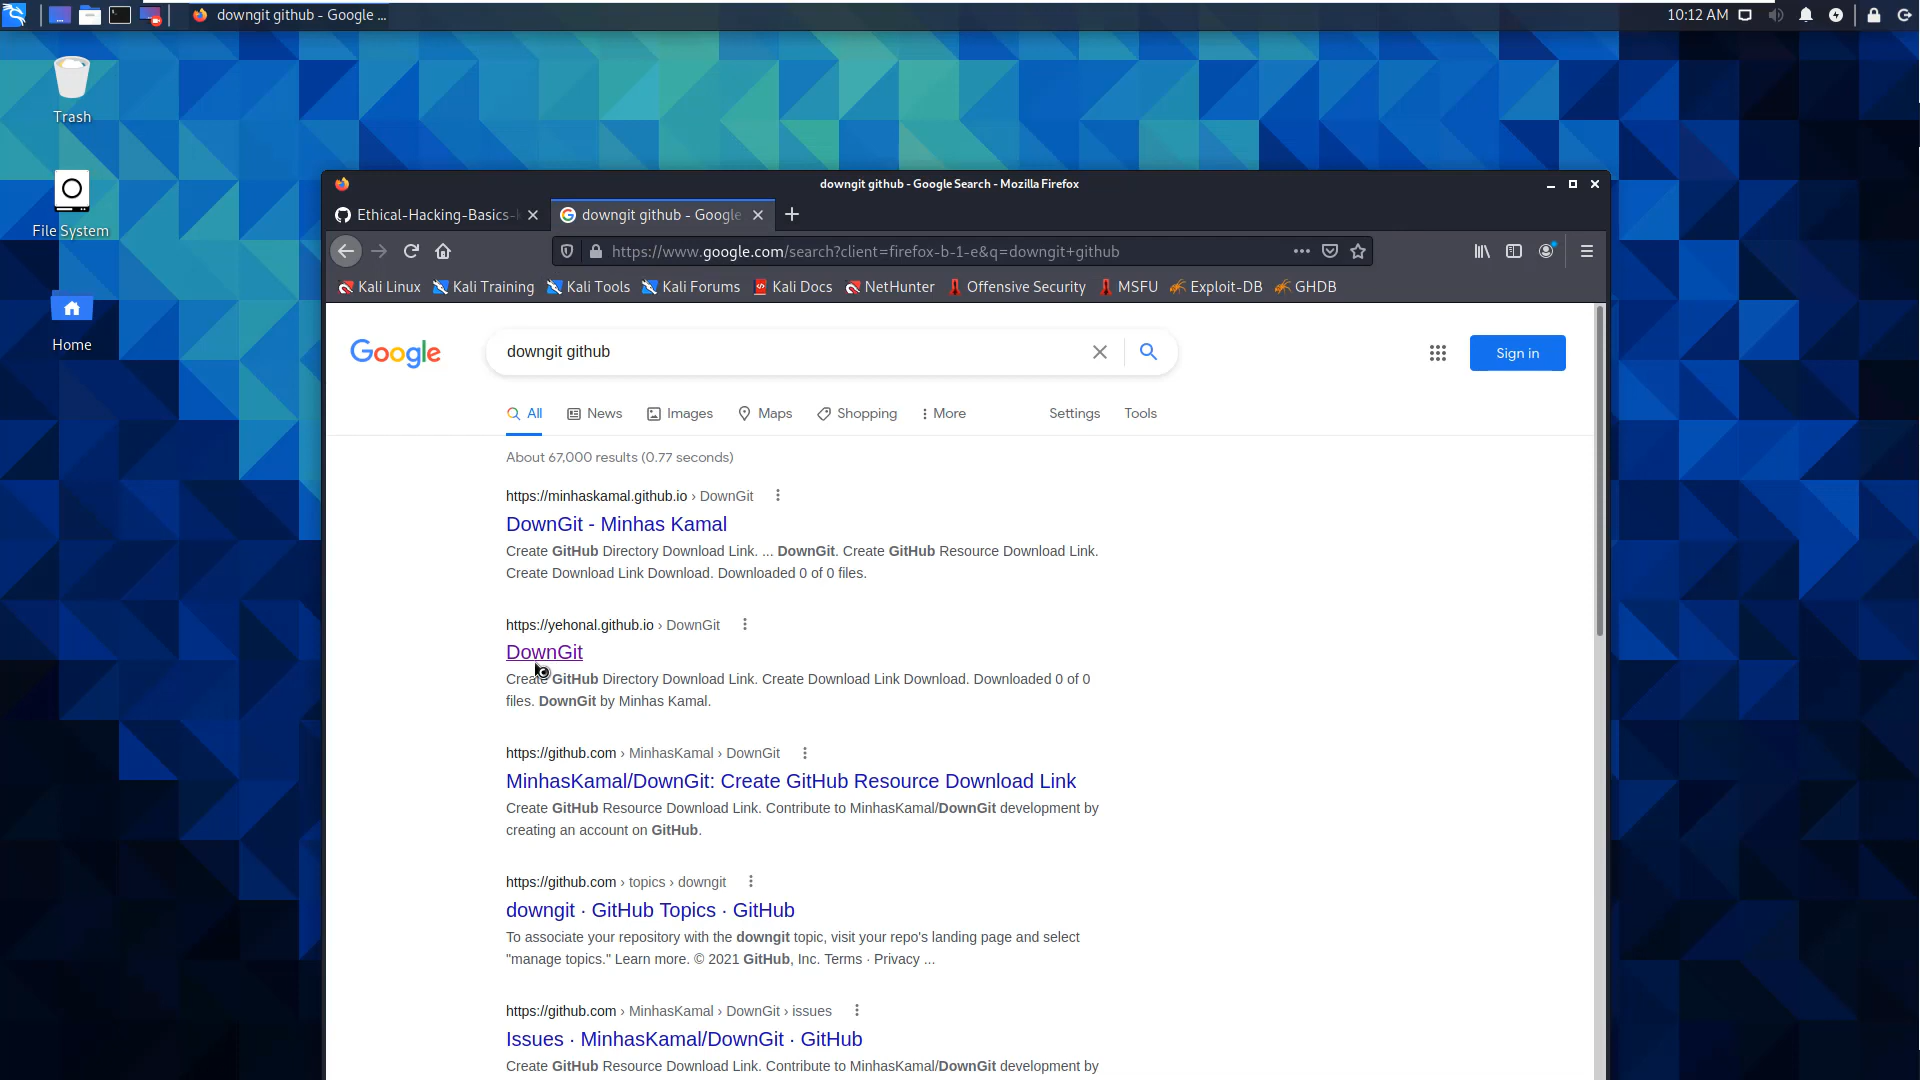 downgit github - Google ...
10:12 AM
Trash
File System
Home
downgit github - Google Search - Mozilla Firefox
Ethical-Hacking-Basics-
downgit github - Google
https://www.google.com/search?client=firefox-b-1-e&q=downgit+github
Kali Linux Kali Training Kali Tools Kali Forums Kali Docs NetHunter Offensive Security MSFU Exploit-DB GHDB
Google
downgit github
Sign in
All News Images Maps Shopping More Settings Tools
About 67,000 results (0.77 seconds)
https://minhaskamal.github.io › DownGit
DownGit - Minhas Kamal
Create GitHub Directory Download Link. ... DownGit. Create GitHub Resource Download Link.
Create Download Link Download. Downloaded 0 of 0 files.
https://yehonal.github.io › DownGit
DownGit
Create GitHub Directory Download Link. Create Download Link Download. Downloaded 0 of 0
files. DownGit by Minhas Kamal.
https://github.com › MinhasKamal › DownGit
MinhasKamal/DownGit: Create GitHub Resource Download Link
Create GitHub Resource Download Link. Contribute to MinhasKamal/DownGit development by
creating an account on GitHub.
https://github.com › topics › downgit
downgit · GitHub Topics · GitHub
To associate your repository with the downgit topic, visit your repo's landing page and select
"manage topics." Learn more. © 2021 GitHub, Inc. Terms · Privacy ...
https://github.com › MinhasKamal › DownGit › issues
Issues · MinhasKamal/DownGit · GitHub
Create GitHub Resource Download Link. Contribute to MinhasKamal/DownGit development by